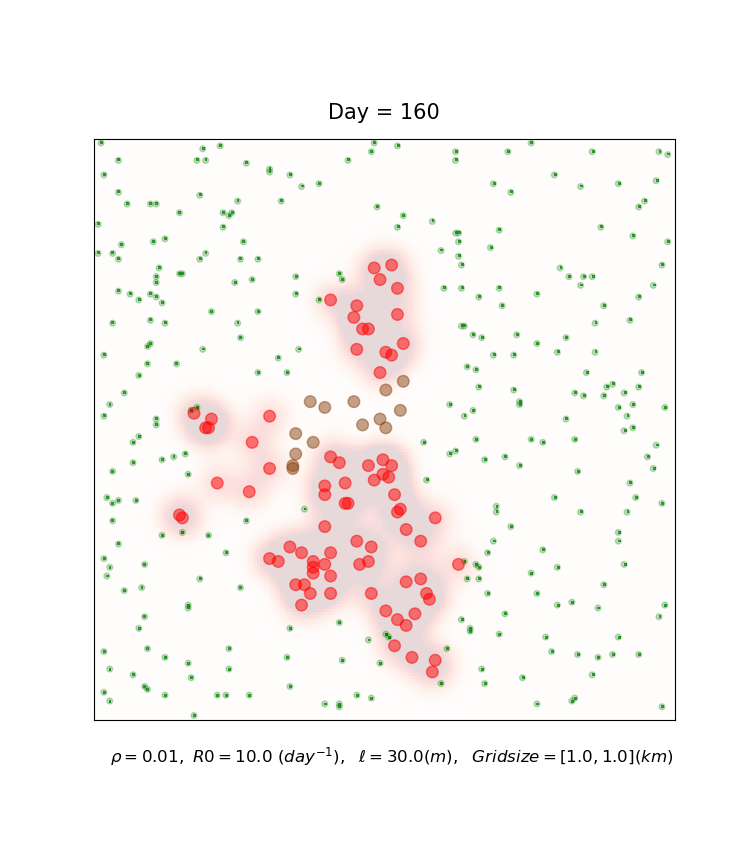 Day = 160
ρ = 0.01, R0 = 10.0 (day⁻¹), ℓ = 30.0(m), Gridsize = [1.0, 1.0](km)